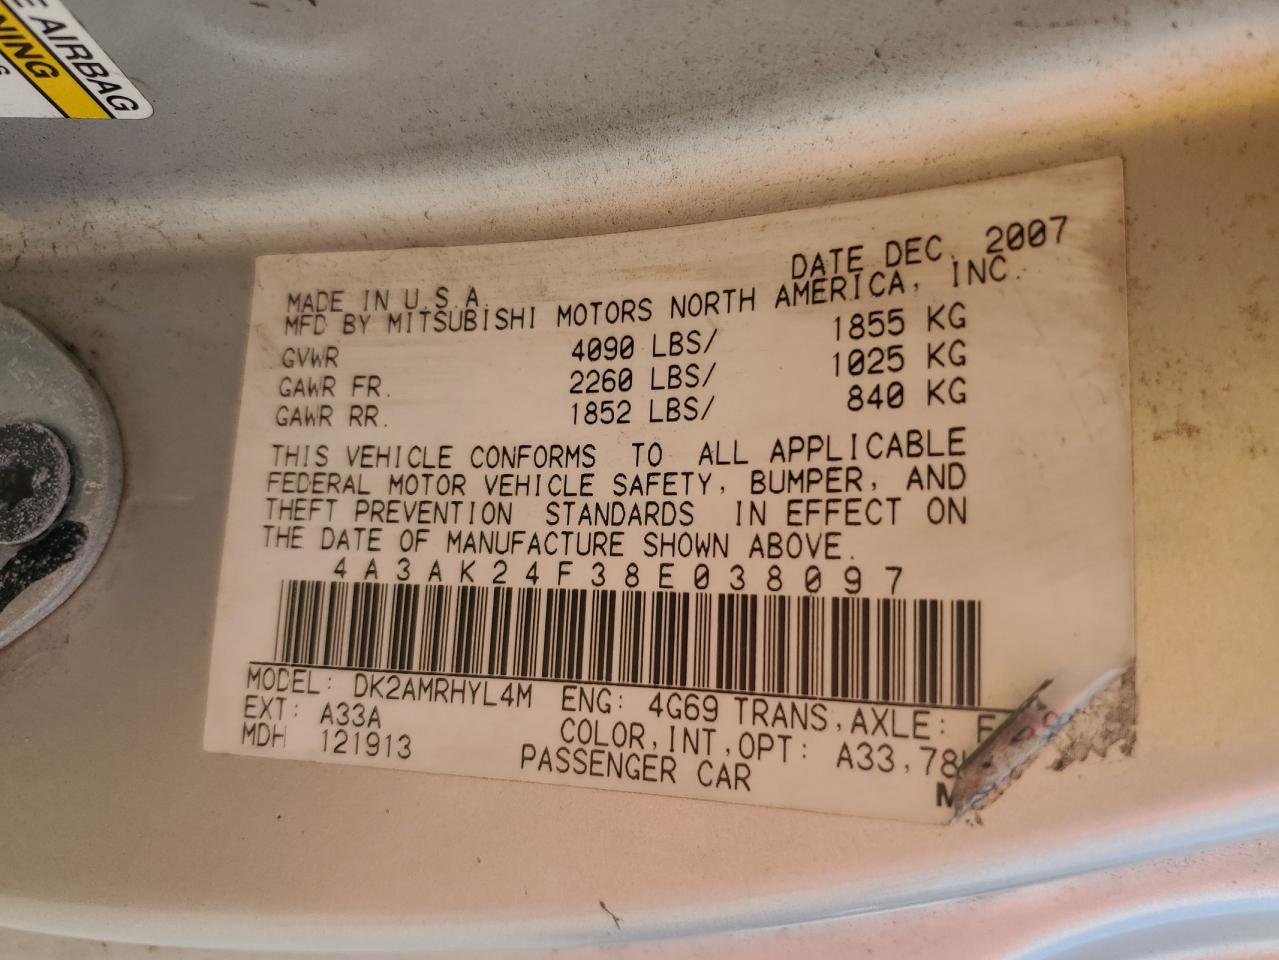 E AIRBAG
NING
DATE DEC. 2007
MADE IN U.S.A.
MFD BY MITSUBISHI MOTORS NORTH AMERICA, INC.
GVWR 4090 LBS/ 1855 KG
GAWR FR. 2260 LBS/ 1025 KG
GAWR RR. 1852 LBS/ 840 KG
THIS VEHICLE CONFORMS TO ALL APPLICABLE
FEDERAL MOTOR VEHICLE SAFETY, BUMPER, AND
THEFT PREVENTION STANDARDS IN EFFECT ON
THE DATE OF MANUFACTURE SHOWN ABOVE.
4A3AK24F38E038097
MODEL: DK2AMRHYL4M ENG: 4G69 TRANS,AXLE:
EXT: A33A COLOR,INT,OPT: A33,78
MDH 121913 PASSENGER CAR M